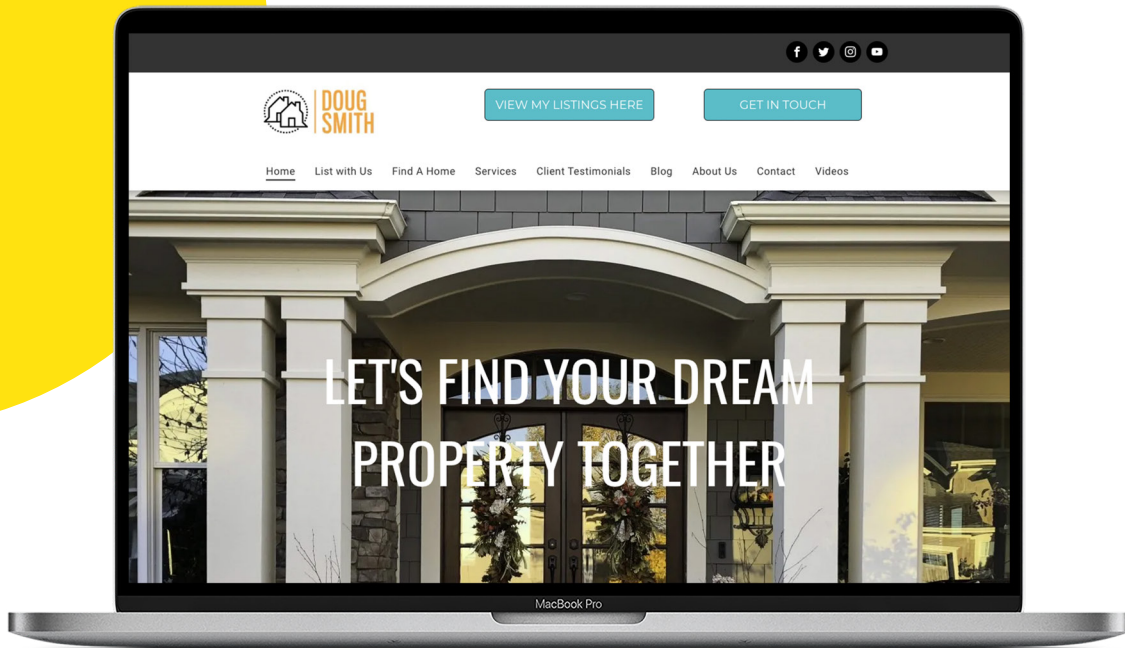 DOUG
SMITH
VIEW MY LISTINGS HERE
GET IN TOUCH
Home List with Us Find A Home Services Client Testimonials Blog About Us Contact Videos
LET'S FIND YOUR DREAM
PROPERTY TOGETHER
MacBook Pro